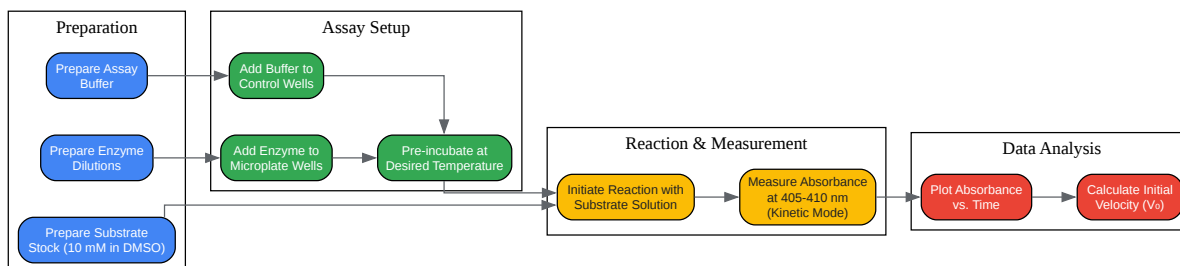 Preparation
Prepare Assay
Buffer
Prepare Enzyme
Dilutions
Prepare Substrate
Stock (10 mM in DMSO)
Assay Setup
Add Buffer to
Control Wells
Add Enzyme to
Microplate Wells
Pre-incubate at
Desired Temperature
Reaction & Measurement
Initiate Reaction with
Substrate Solution
Measure Absorbance
at 405-410 nm
(Kinetic Mode)
Data Analysis
Plot Absorbance
vs. Time
Calculate Initial
Velocity (V₀)